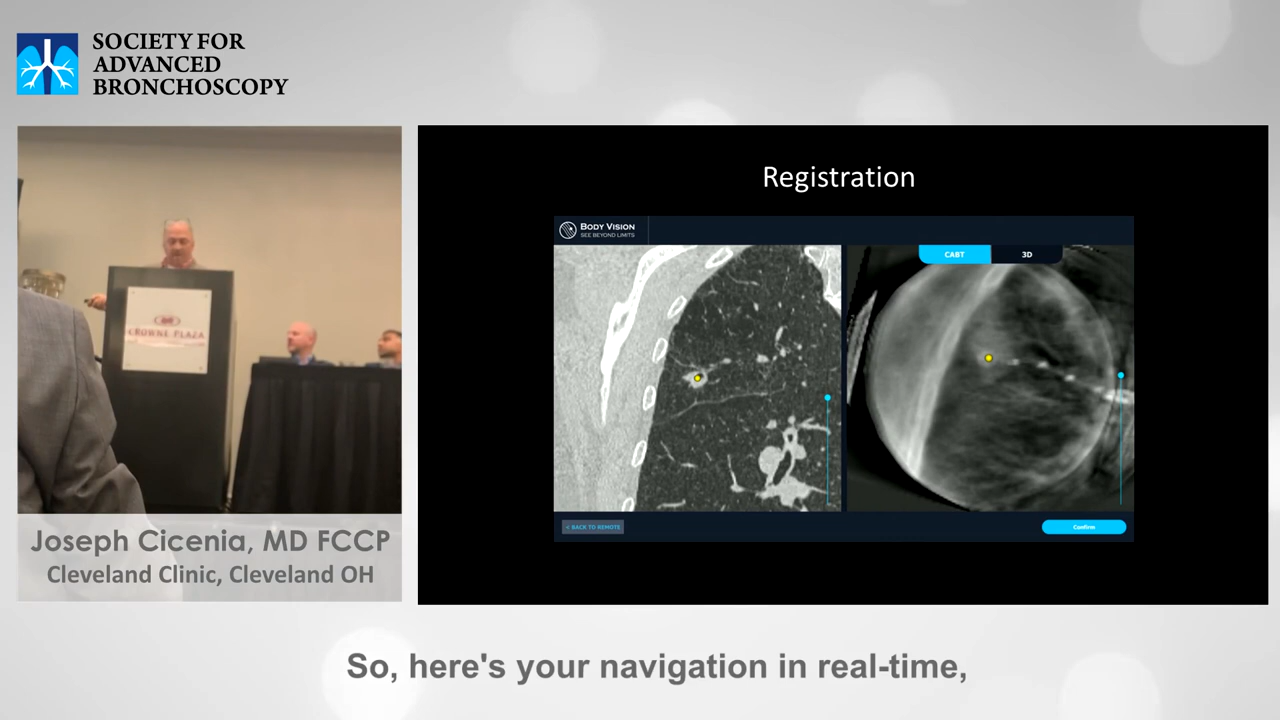 SOCIETY FOR
ADVANCED
BRONCHOSCOPY
CROWNE PLAZA
Joseph Cicenia, MD FCCP
Cleveland Clinic, Cleveland OH
Registration
BODY VISION
SEE BEYOND LIMITS
CABT
3D
< BACK TO REMOTE
Confirm
So, here's your navigation in real-time,